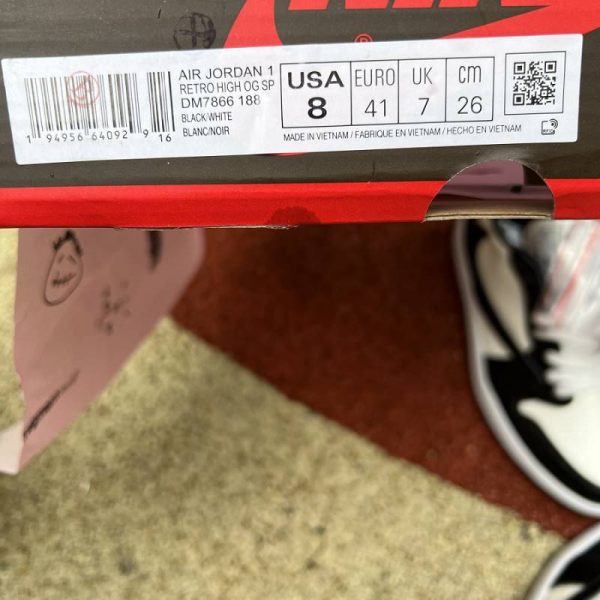 AIR JORDAN 1
RETRO HIGH OG SP
DM7866 188
BLACK/WHITE
BLANC/NOIR
USA EURO UK cm
8 41 7 26
1 94956 64092 9 16
MADE IN VIETNAM / FABRIQUE EN VIETNAM / HECHO EN VIETNAM